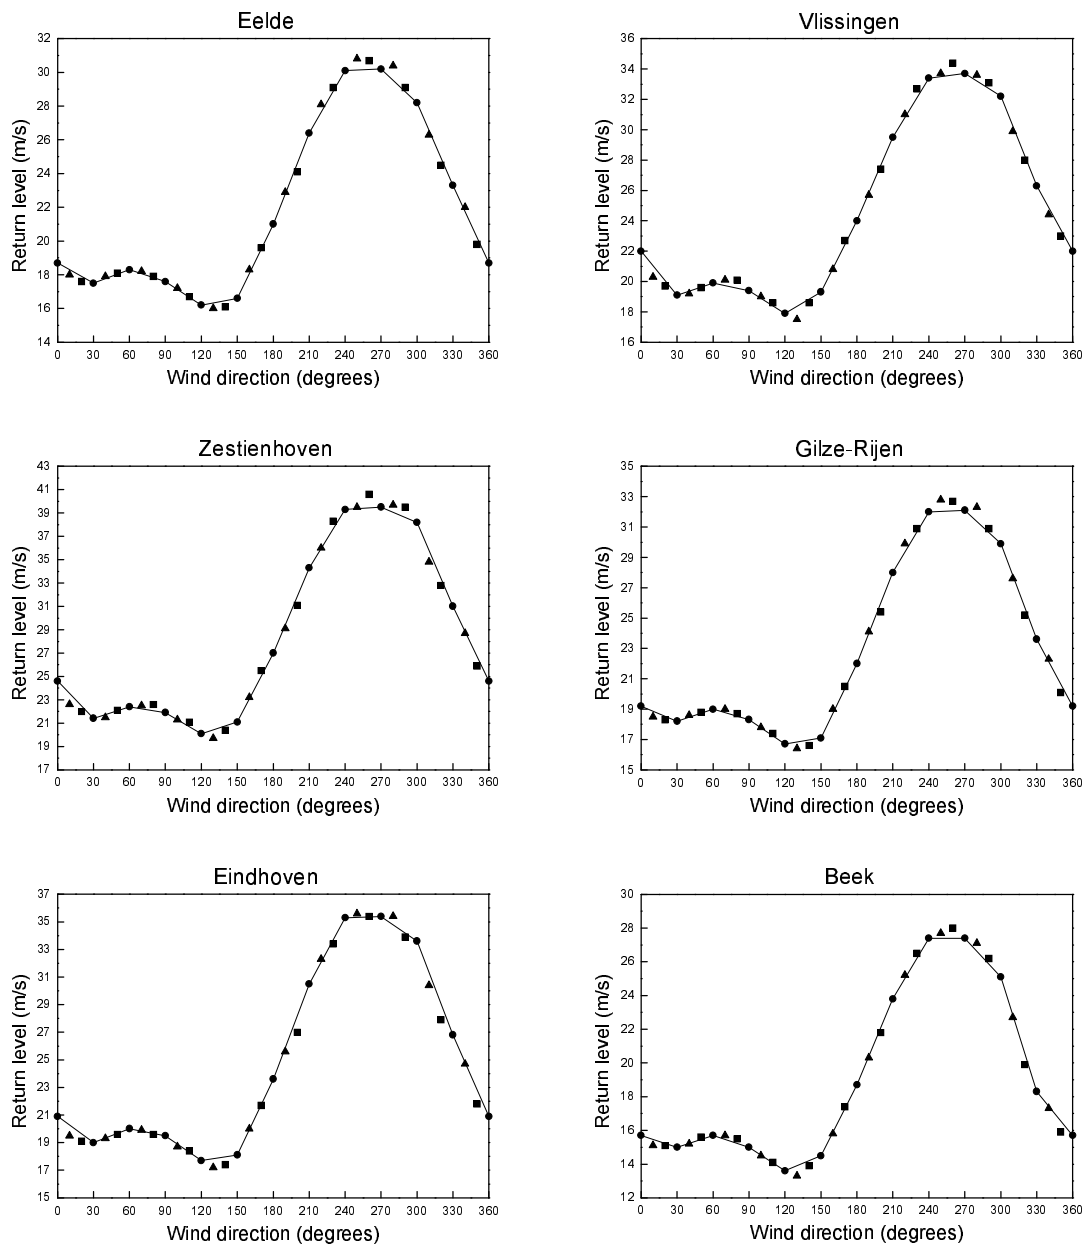 Eelde
32
30
28
26
24
22
20
18
16
14
Return level (m/s)
0 30 60 90 120 150 180 210 240 270 300 330 360
Wind direction (degrees)
Vlissingen
36
34
32
30
28
26
24
22
20
18
16
Return level (m/s)
0 30 60 90 120 150 180 210 240 270 300 330 360
Wind direction (degrees)
Zestienhoven
43
41
39
37
35
33
31
29
27
25
23
21
19
17
Return level (m/s)
0 30 60 90 120 150 180 210 240 270 300 330 360
Wind direction (degrees)
Gilze-Rijen
35
33
31
29
27
25
23
21
19
17
15
Return level (m/s)
0 30 60 90 120 150 180 210 240 270 300 330 360
Wind direction (degrees)
Eindhoven
37
35
33
31
29
27
25
23
21
19
17
15
Return level (m/s)
0 30 60 90 120 150 180 210 240 270 300 330 360
Wind direction (degrees)
Beek
30
28
26
24
22
20
18
16
14
12
Return level (m/s)
0 30 60 90 120 150 180 210 240 270 300 330 360
Wind direction (degrees)